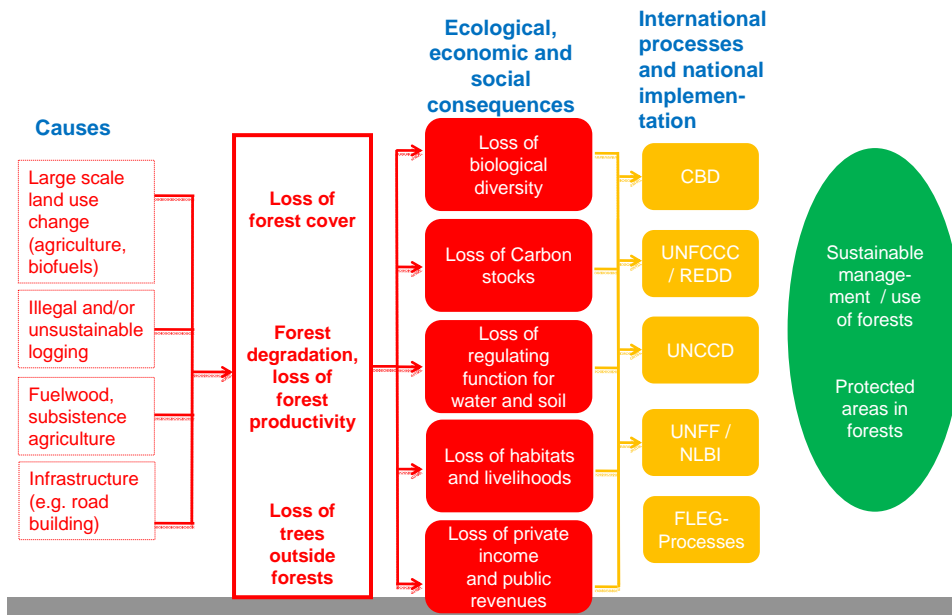 Causes
Large scale
land use
change
(agriculture,
biofuels)
Illegal and/or
unsustainable
logging
Fuelwood,
subsistence
agriculture
Infrastructure
(e.g. road
building)
Loss of
forest cover
Forest
degradation,
loss of
forest
productivity
Loss of
trees
outside
forests
Ecological,
economic and
social
consequences
Loss of
biological
diversity
Loss of Carbon
stocks
Loss of
regulating
function for
water and soil
Loss of habitats
and livelihoods
Loss of private
income
and public
revenues
International
processes
and national
implemen-
tation
CBD
UNFCCC
/ REDD
UNCCD
UNFF /
NLBI
FLEG-
Processes
Sustainable
manage-
ment / use
of forests
Protected
areas in
forests